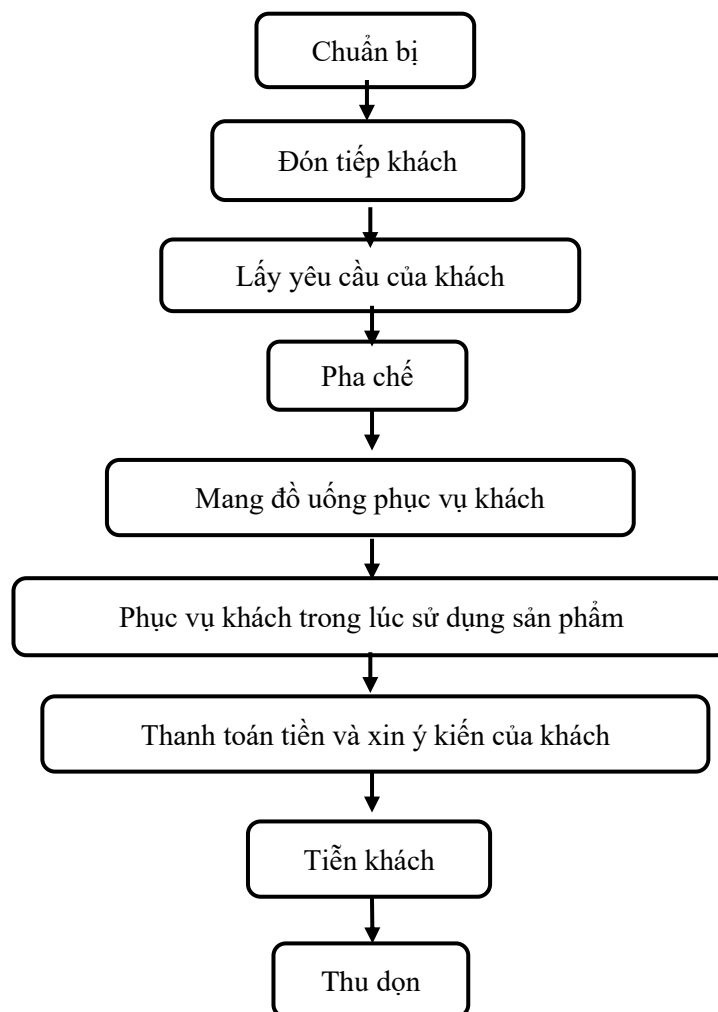 Chuẩn bị
Đón tiếp khách
Lấy yêu cầu của khách
Pha chế
Mang đồ uống phục vụ khách
Phục vụ khách trong lúc sử dụng sản phẩm
Thanh toán tiền và xin ý kiến của khách
Tiễn khách
Thu dọn